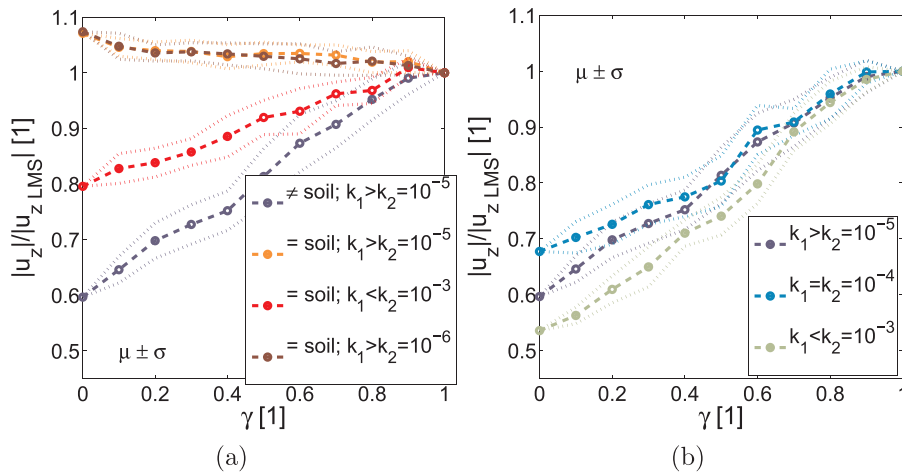 1.1
1
0.9
0.8
0.7
0.6
0.5
|u_z|/|u_z LMS| [1]
0 0.2 0.4 0.6 0.8 1
γ [1]
μ ± σ
≠ soil; k_1>k_2=10^-5
= soil; k_1>k_2=10^-5
= soil; k_1<k_2=10^-3
= soil; k_1>k_2=10^-6
(a)
1.1
1
0.9
0.8
0.7
0.6
0.5
|u_z|/|u_z LMS| [1]
0 0.2 0.4 0.6 0.8 1
γ [1]
μ ± σ
k_1>k_2=10^-5
k_1=k_2=10^-4
k_1<k_2=10^-3
(b)